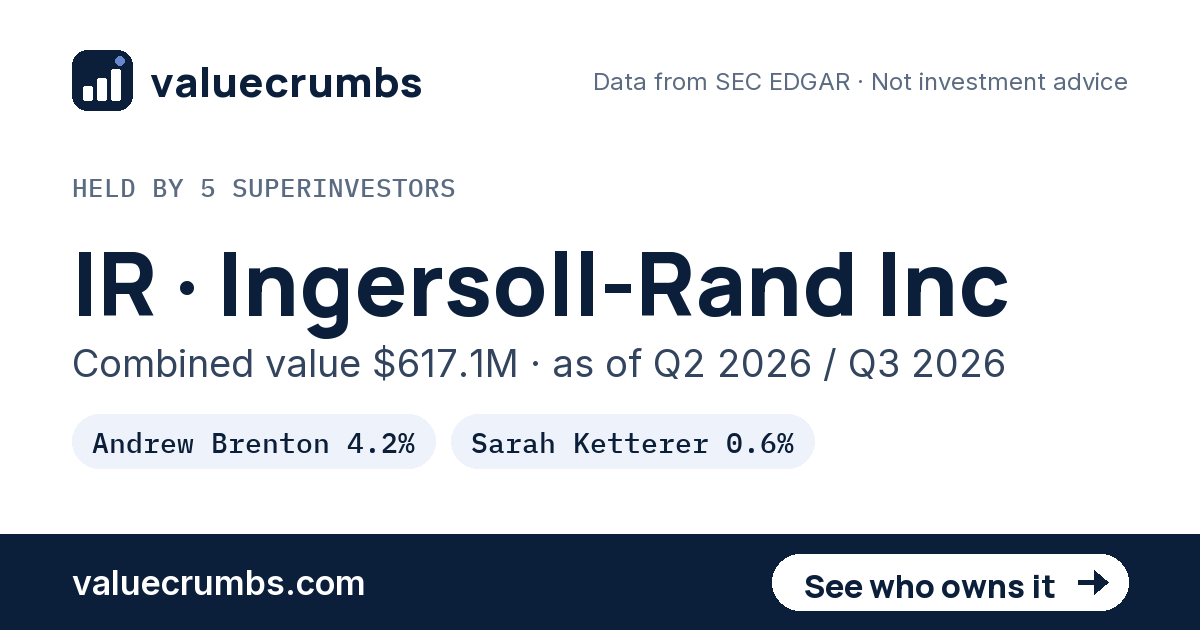 valuecrumbs
Data from SEC EDGAR · Not investment advice
HELD BY 5 SUPERINVESTORS
IR · Ingersoll-Rand Inc
Combined value $617.1M · as of Q2 2026 / Q3 2026
Andrew Brenton 4.2%
Sarah Ketterer 0.6%
valuecrumbs.com
See who owns it →